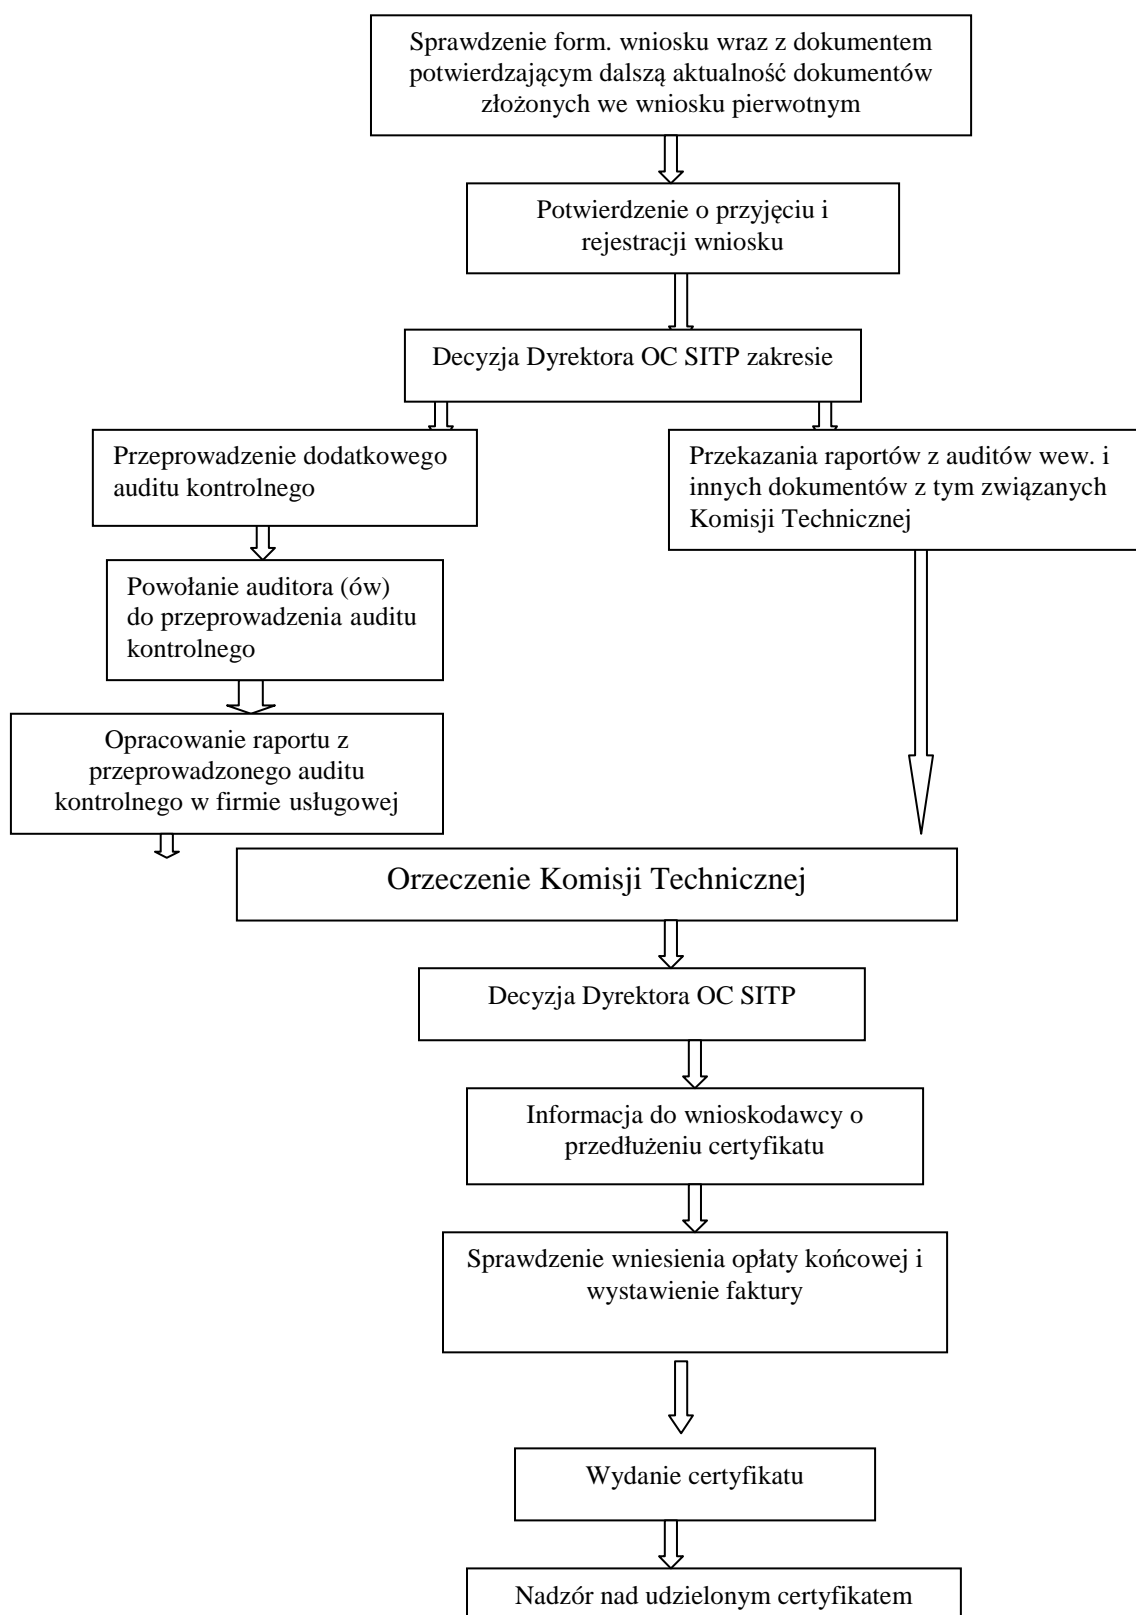 Sprawdzenie form. wniosku wraz z dokumentem
potwierdzającym dalszą aktualność dokumentów
złożonych we wniosku pierwotnym
Potwierdzenie o przyjęciu i
rejestracji wniosku
Decyzja Dyrektora OC SITP zakresie
Przeprowadzenie dodatkowego
auditu kontrolnego
Przekazania raportów z auditów wew. i
innych dokumentów z tym związanych
Komisji Technicznej
Powołanie auditora (ów)
do przeprowadzenia auditu
kontrolnego
Opracowanie raportu z
przeprowadzonego auditu
kontrolnego w firmie usługowej
Orzeczenie Komisji Technicznej
Decyzja Dyrektora OC SITP
Informacja do wnioskodawcy o
przedłużeniu certyfikatu
Sprawdzenie wniesienia opłaty końcowej i
wystawienie faktury
Wydanie certyfikatu
Nadzór nad udzielonym certyfikatem